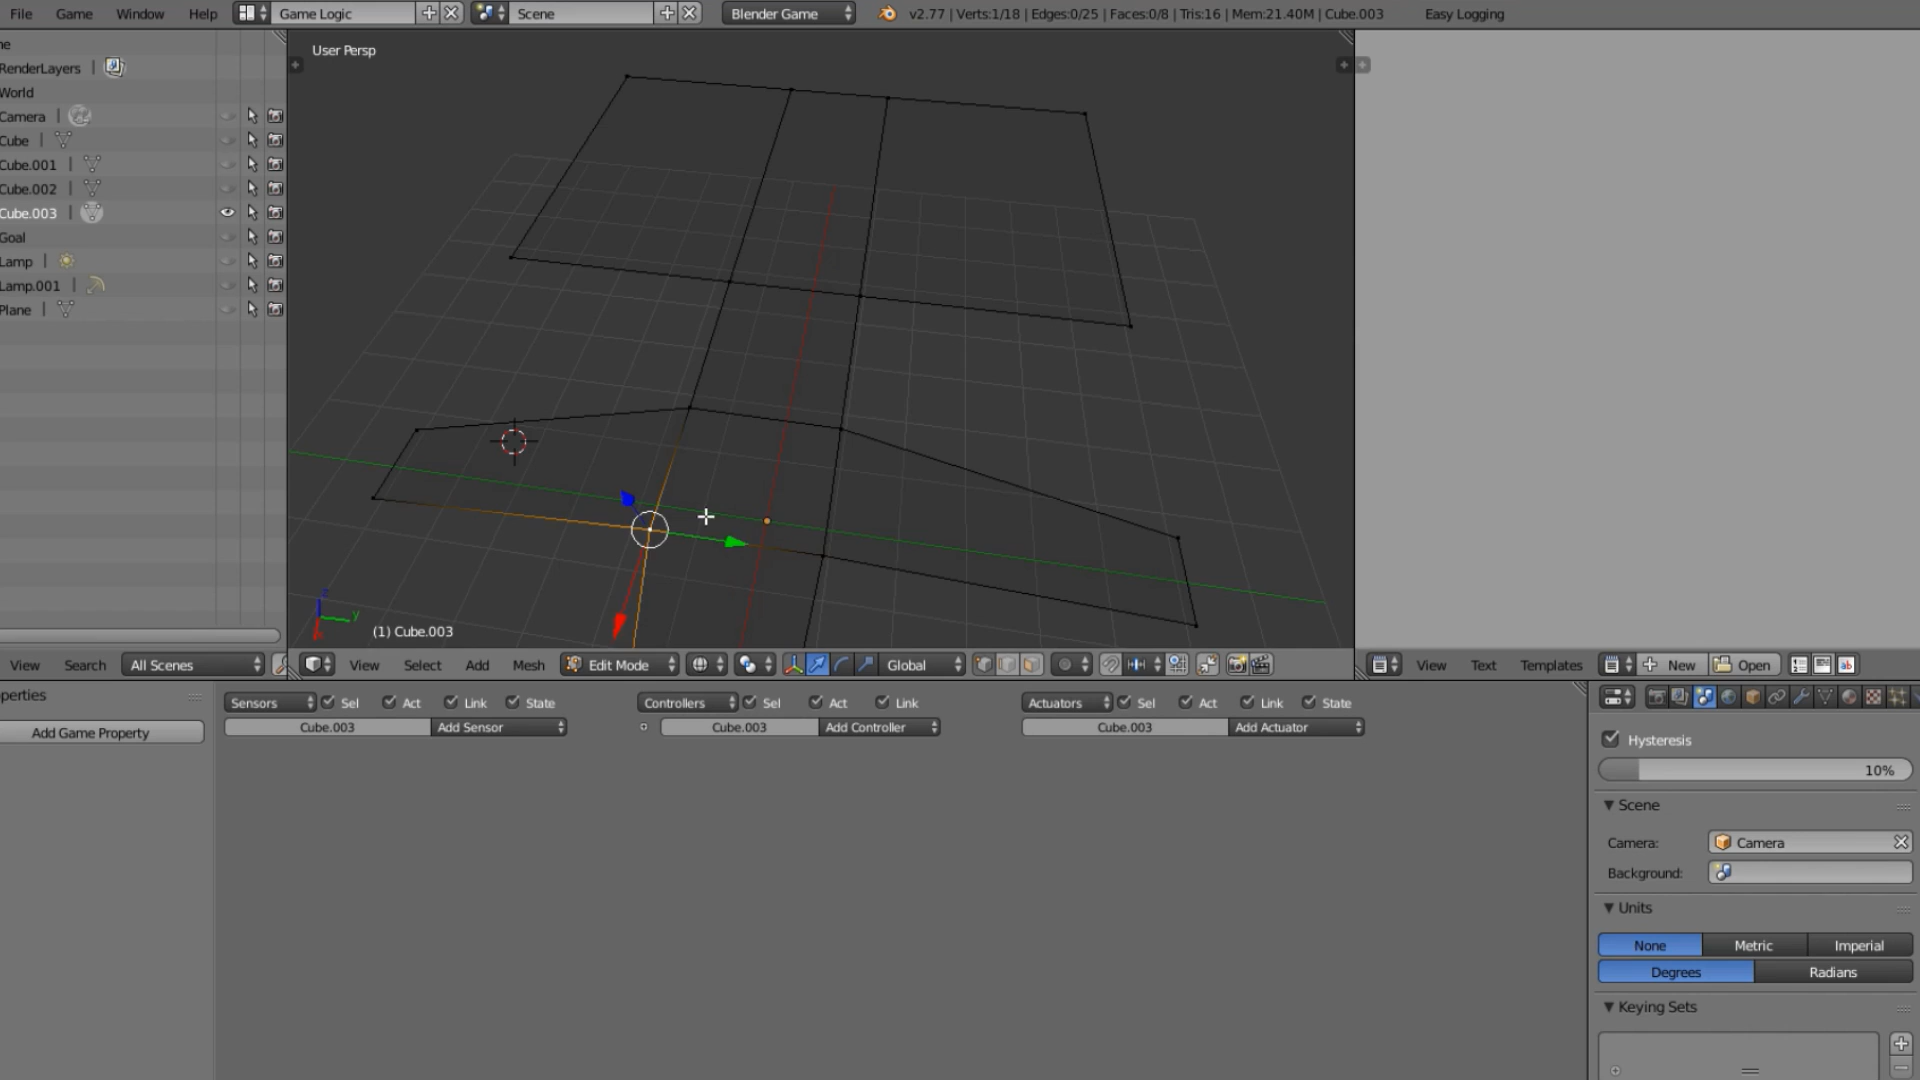 File Game Window Help Game Logic Scene Blender Game v2.77 | Verts:1/18 | Edges:0/25 | Faces:0/8 | Tris:16 | Mem:21.40M | Cube.003 Easy Logging
ne
User Persp
RenderLayers |
World
Camera |
Cube |
Cube.001 |
Cube.002 |
Cube.003 |
Goal
Lamp |
Lamp.001 |
Plane |
z
y
(1) Cube.003
View Search All Scenes View Select Add Mesh Edit Mode Global View Text Templates New Open
operties Sensors Sel Act Link State Controllers Sel Act Link Actuators Sel Act Link State
Add Game Property Cube.003 Add Sensor Cube.003 Add Controller Cube.003 Add Actuator
Hysteresis
10%
Scene
Camera: Camera
Background:
Units
None Metric Imperial
Degrees Radians
Keying Sets